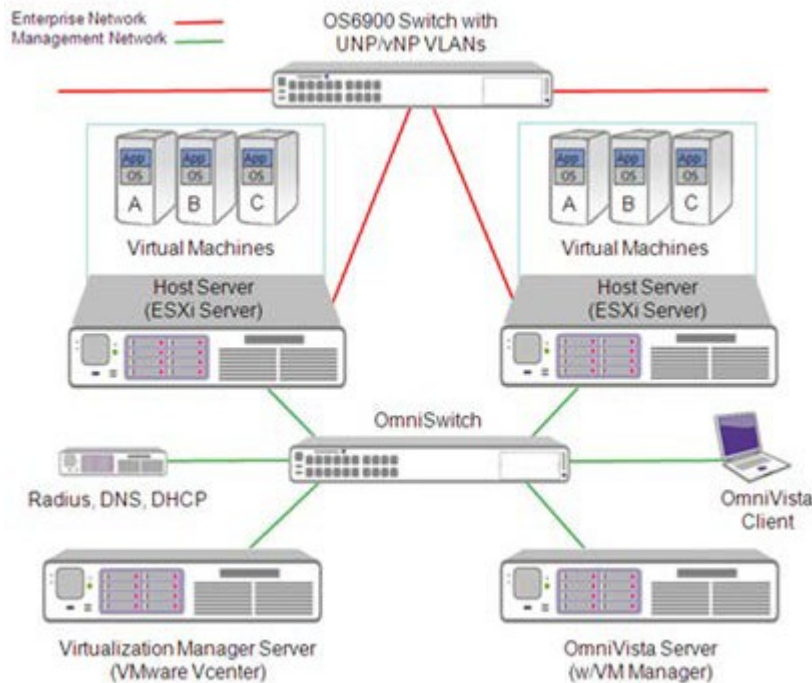 Enterprise Network
Management Network
OS6900 Switch with
UNP/vNP VLANs
App
OS
A
App
OS
B
App
OS
C
Virtual Machines
Host Server
(ESXi Server)
App
OS
A
App
OS
B
App
OS
C
Virtual Machines
Host Server
(ESXi Server)
OmniSwitch
Radius, DNS, DHCP
OmniVista
Client
Virtualization Manager Server
(VMware Vcenter)
OmniVista Server
(w/VM Manager)